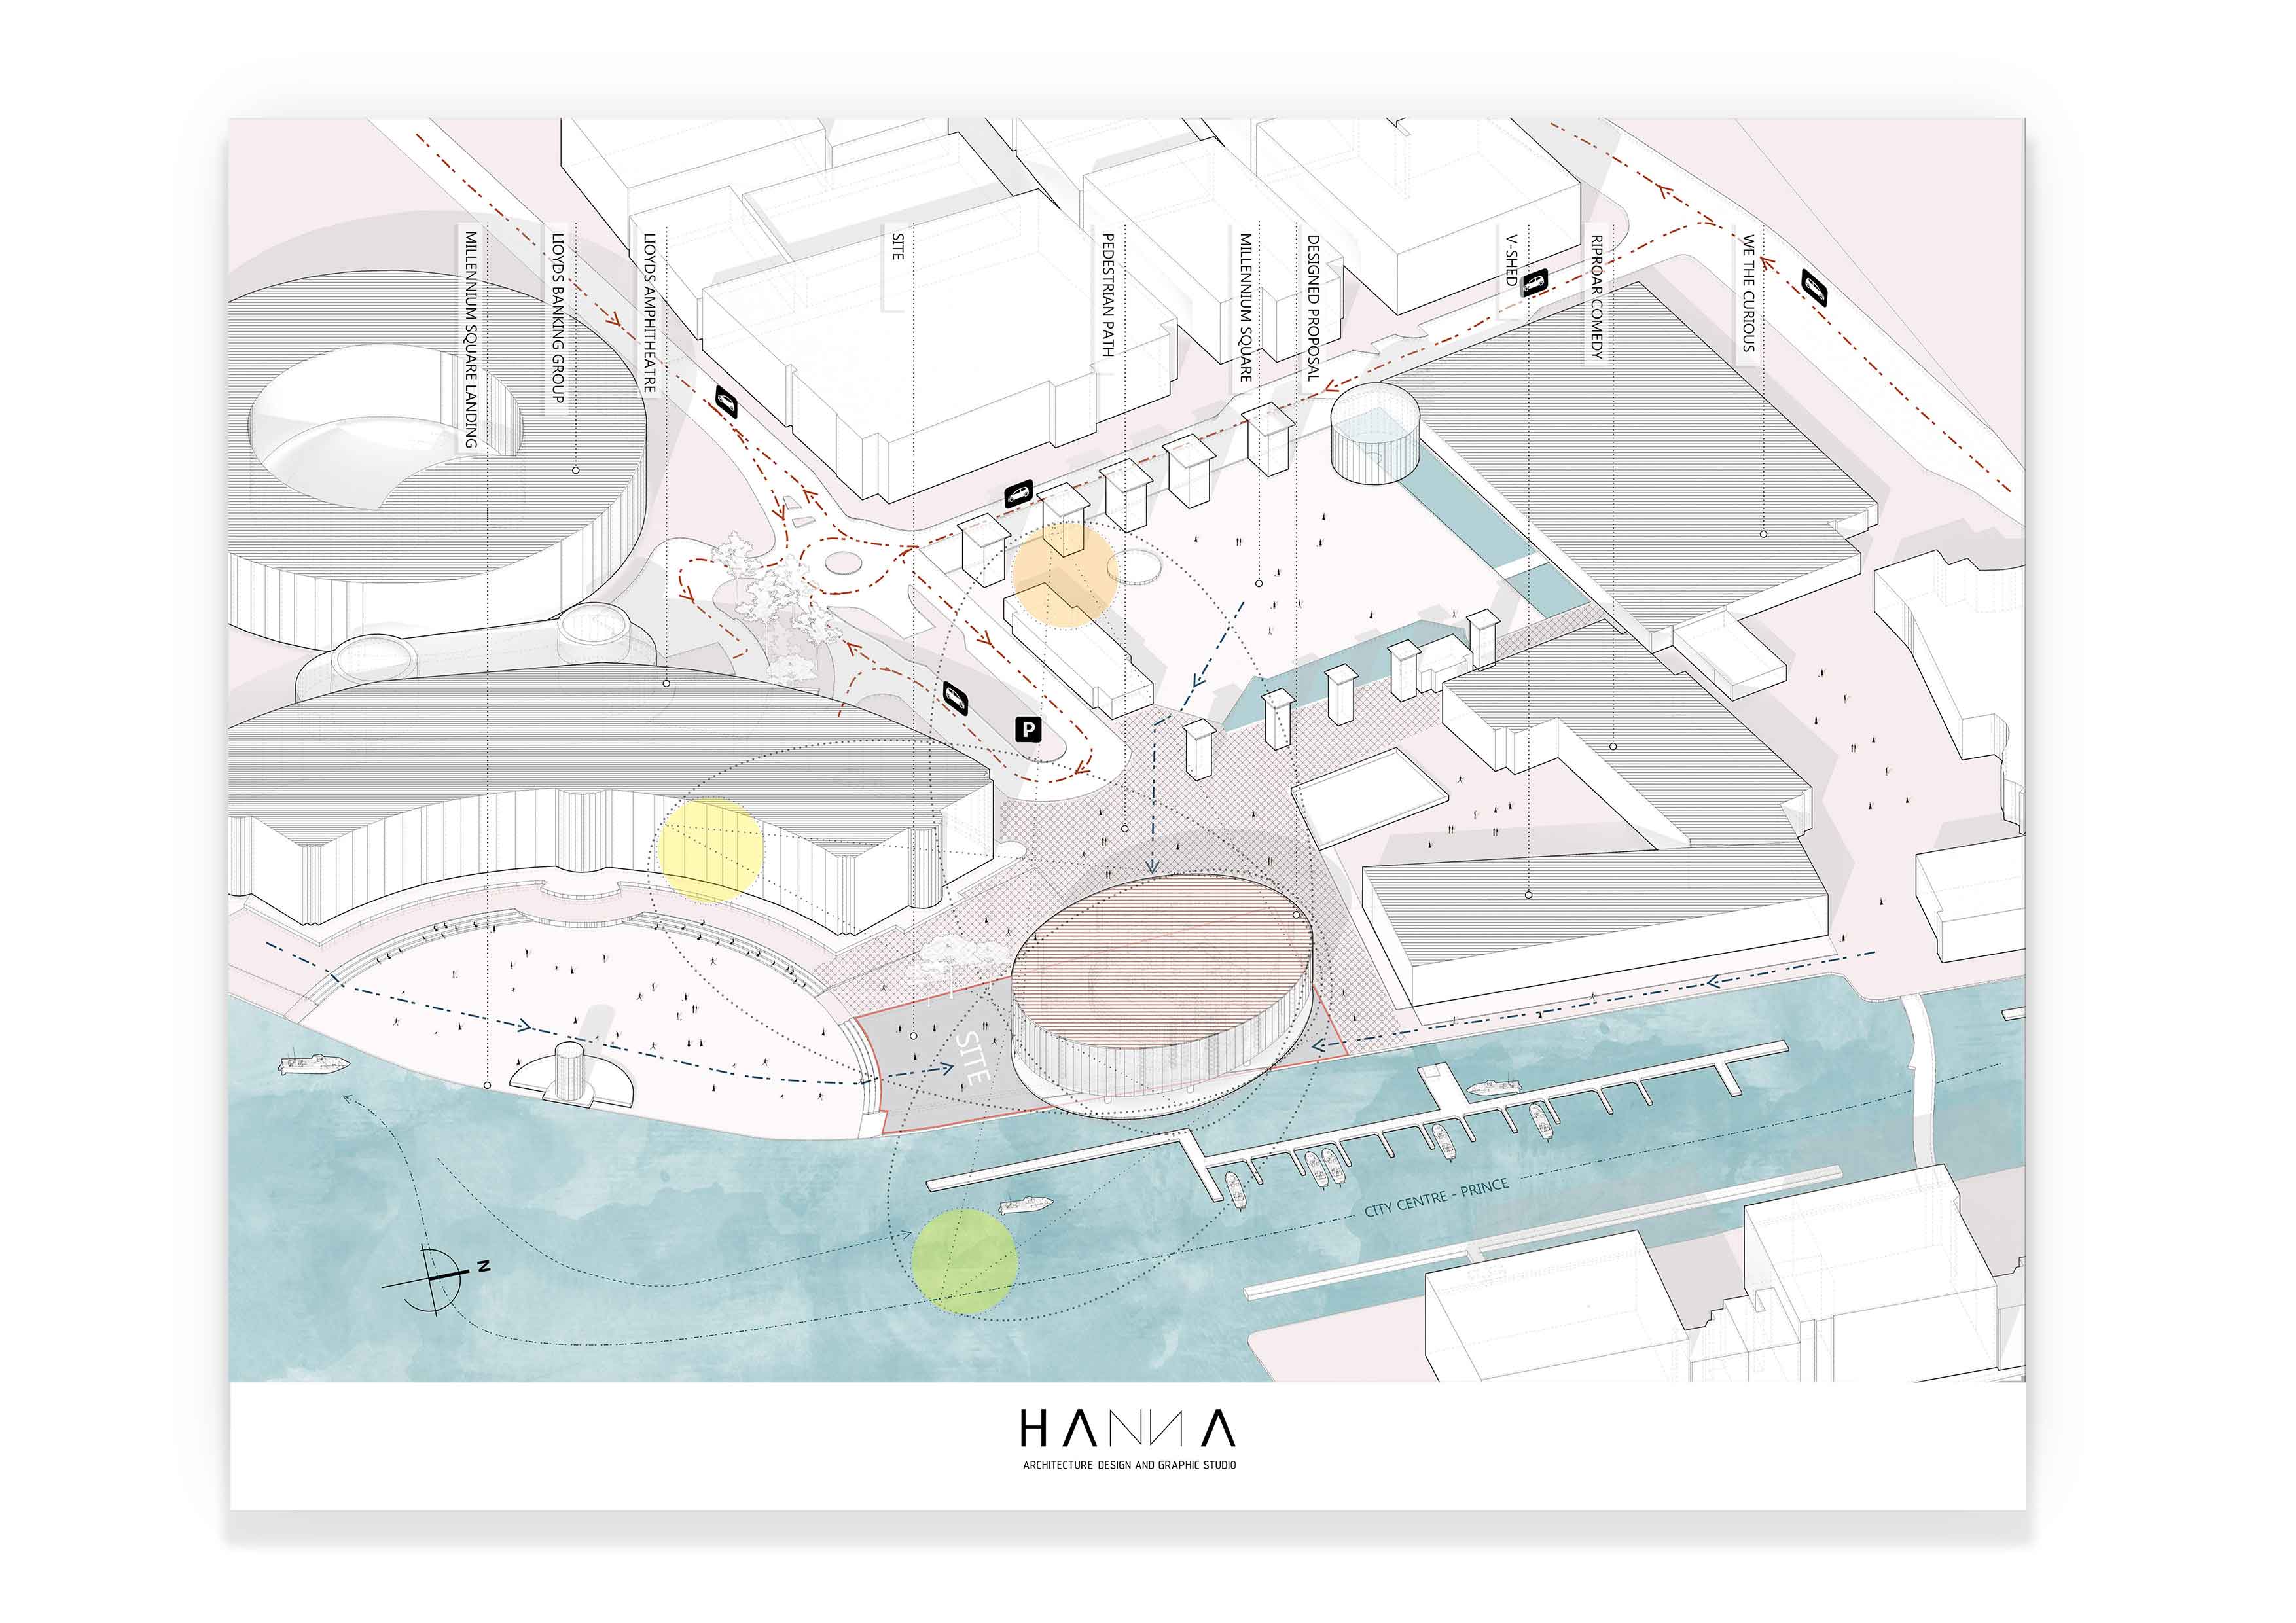 MILLENNIUM SQUARE LANDING
LIOYDS BANKING GROUP
LIOYDS AMPHITHEATRE
SITE
PEDESTRIAN PATH
MILLENNIUM SQUARE
DESIGNED PROPOSAL
V-SHED
RIPROAR COMEDY
WE THE CURIOUS
P
SITE
CITY CENTRE - PRINCE
N
HANNA
ARCHITECTURE DESIGN AND GRAPHIC STUDIO